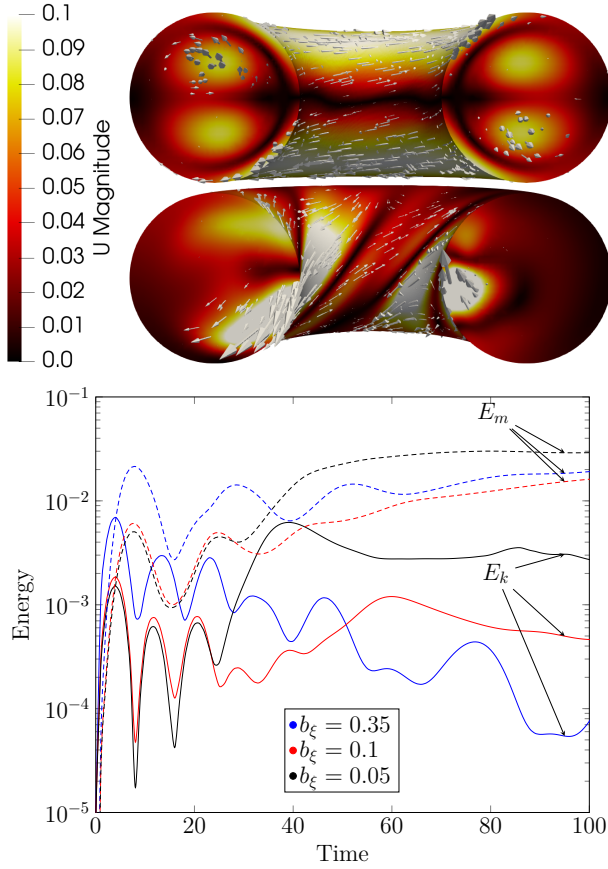 0.1
0.09
0.08
0.07
0.06
0.05
0.04
0.03
0.02
0.01
0.0
U Magnitude
10⁻¹
10⁻²
10⁻³
10⁻⁴
10⁻⁵
Energy
E_m
E_k
b_ξ = 0.35
b_ξ = 0.1
b_ξ = 0.05
0 20 40 60 80 100
Time